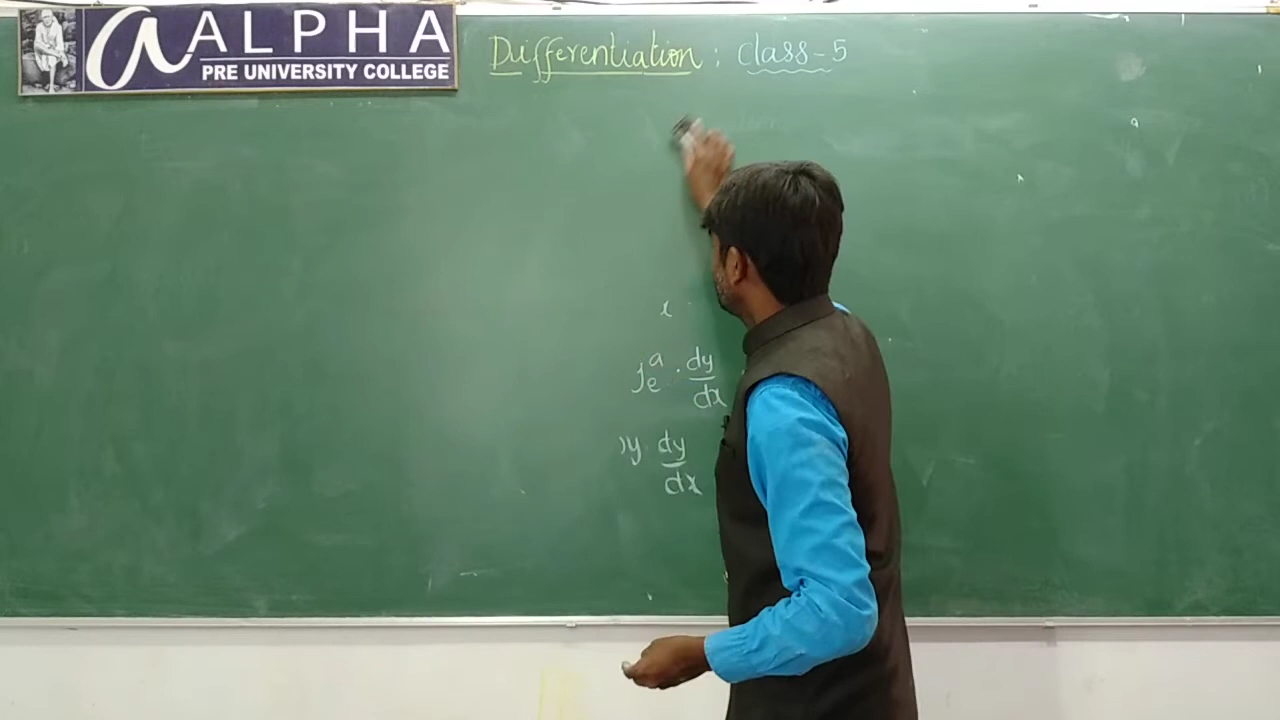 a ALPHA
PRE UNIVERSITY COLLEGE
Differentiation : class-5
x
a
e · dy
dx
y· dy
dx